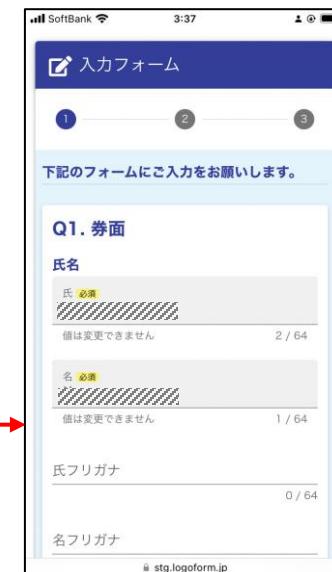 SoftBank 3:37
入力フォーム
1 2 3
下記のフォームにご入力をお願いします。
Q1. 券面
氏名
氏 必須
値は変更できません 2 / 64
名 必須
値は変更できません 1 / 64
氏フリガナ
0 / 64
名フリガナ
stg.logoform.jp